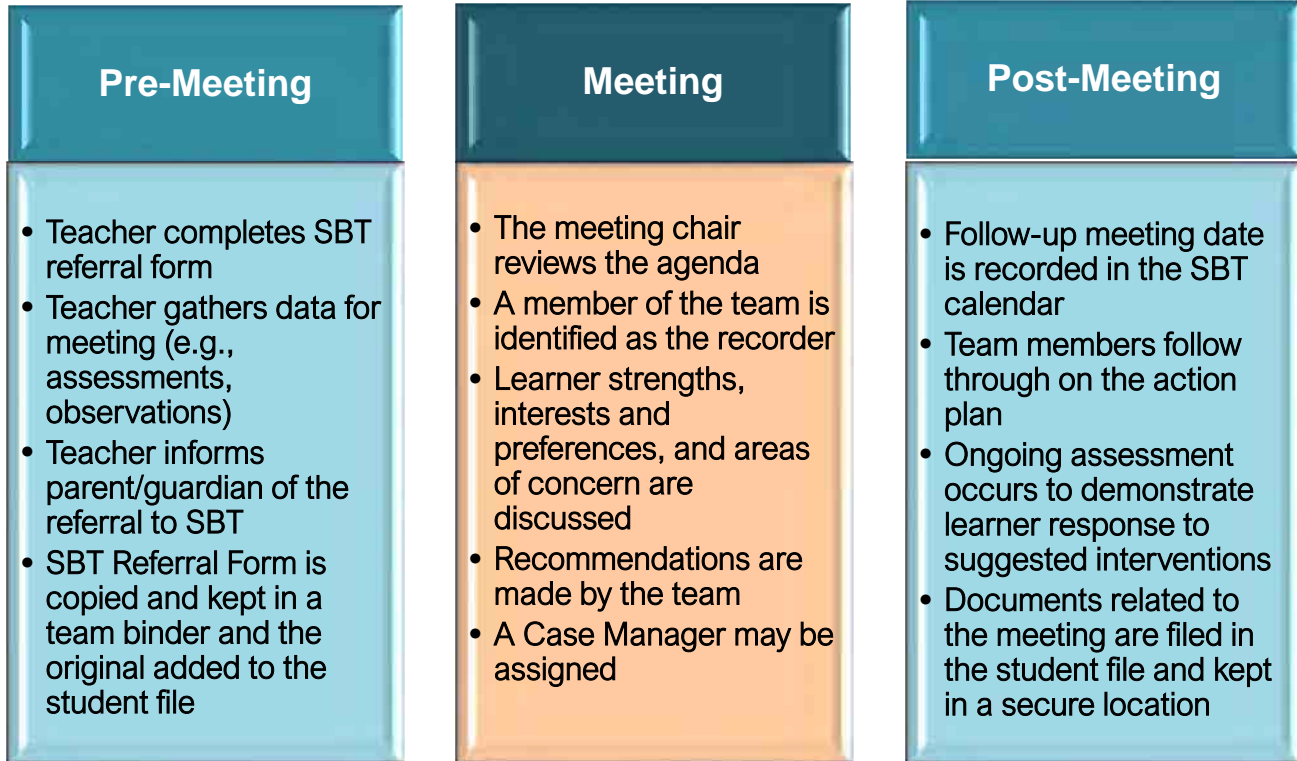 Pre-Meeting
• Teacher completes SBT
referral form
• Teacher gathers data for
meeting (e.g.,
assessments,
observations)
• Teacher informs
parent/guardian of the
referral to SBT
• SBT Referral Form is
copied and kept in a
team binder and the
original added to the
student file
Meeting
• The meeting chair
reviews the agenda
• A member of the team is
identified as the recorder
• Learner strengths,
interests and
preferences, and areas
of concern are
discussed
• Recommendations are
made by the team
• A Case Manager may be
assigned
Post-Meeting
• Follow-up meeting date
is recorded in the SBT
calendar
• Team members follow
through on the action
plan
• Ongoing assessment
occurs to demonstrate
learner response to
suggested interventions
• Documents related to
the meeting are filed in
the student file and kept
in a secure location